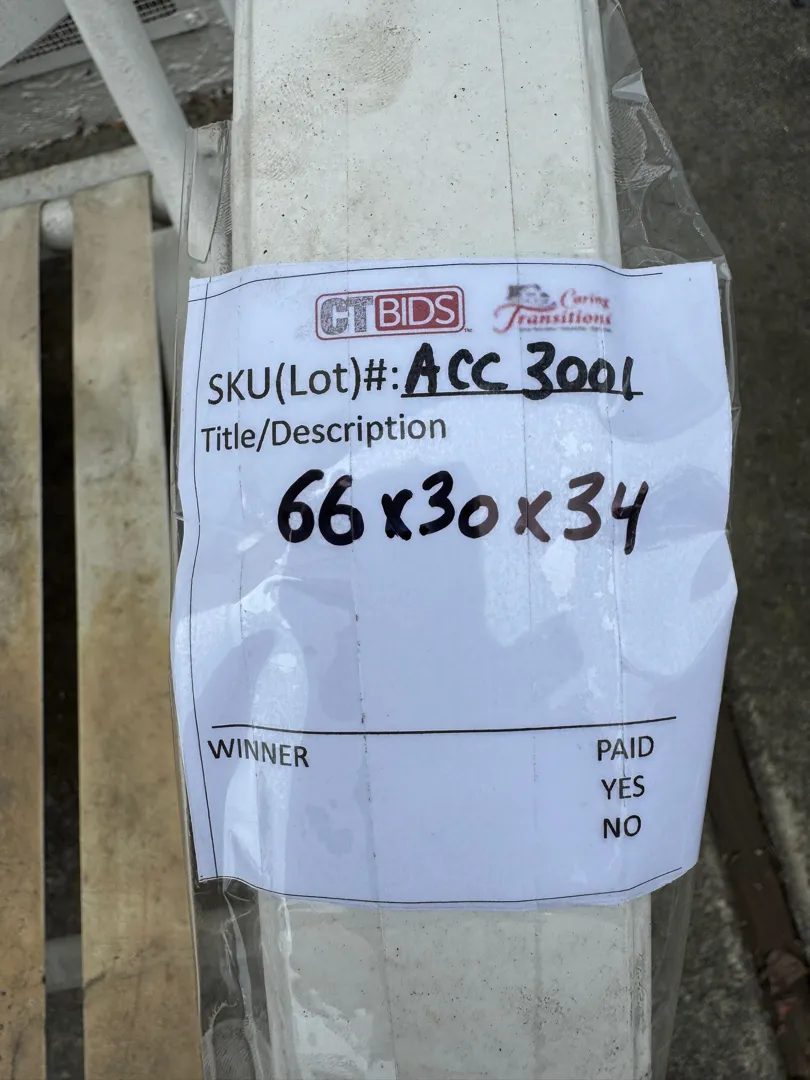 CTBIDS
Caring
Transitions
SKU(Lot)#: ACC 3001
Title/Description
66x30x34
WINNER PAID
YES
NO